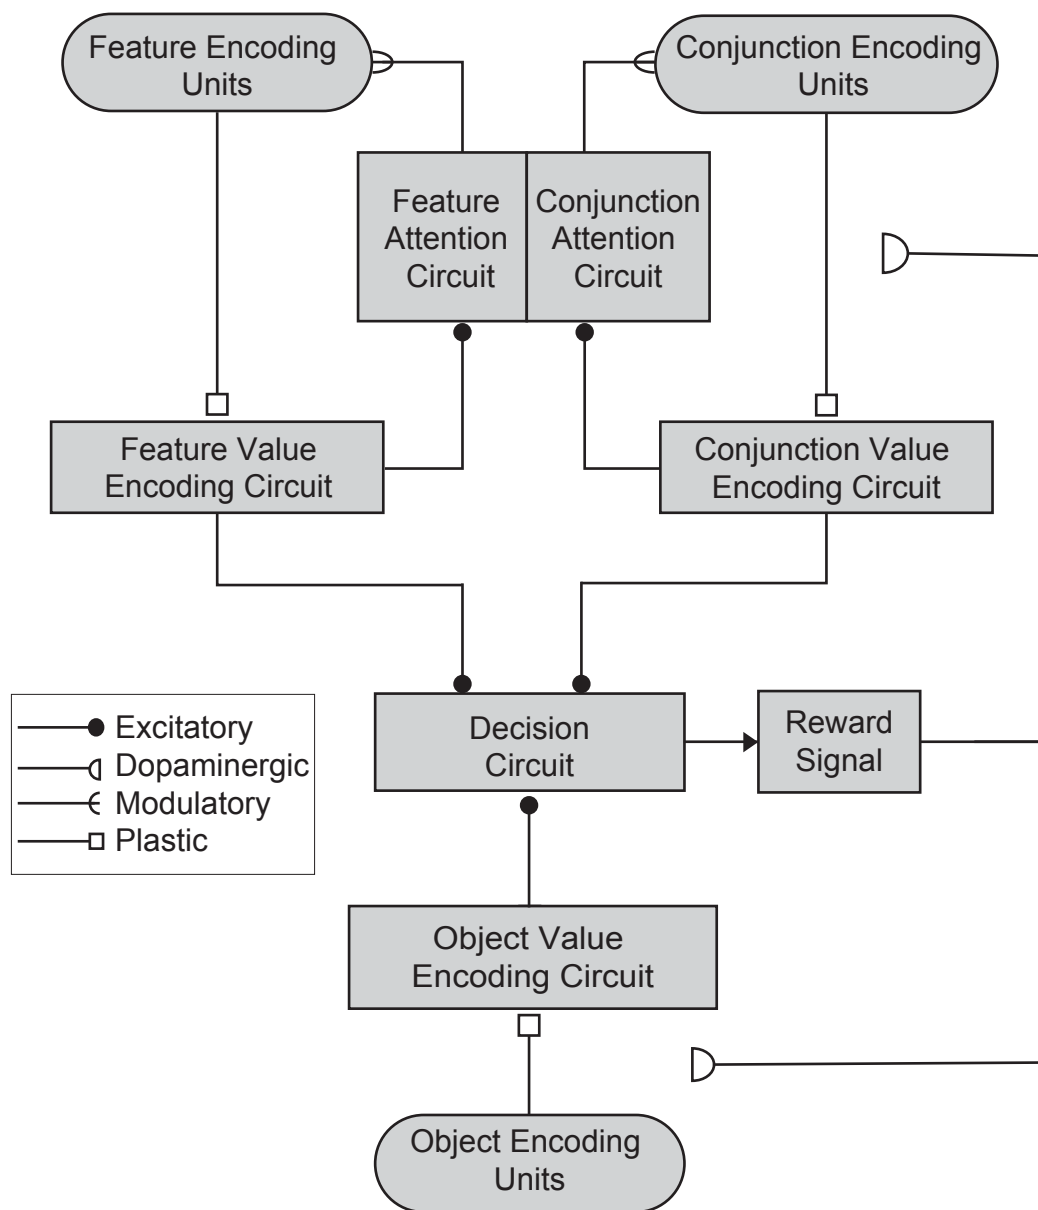 Feature Encoding
Units
Conjunction Encoding
Units
Feature
Attention
Circuit
Conjunction
Attention
Circuit
Feature Value
Encoding Circuit
Conjunction Value
Encoding Circuit
Excitatory
Dopaminergic
Modulatory
Plastic
Decision
Circuit
Reward
Signal
Object Value
Encoding Circuit
Object Encoding
Units